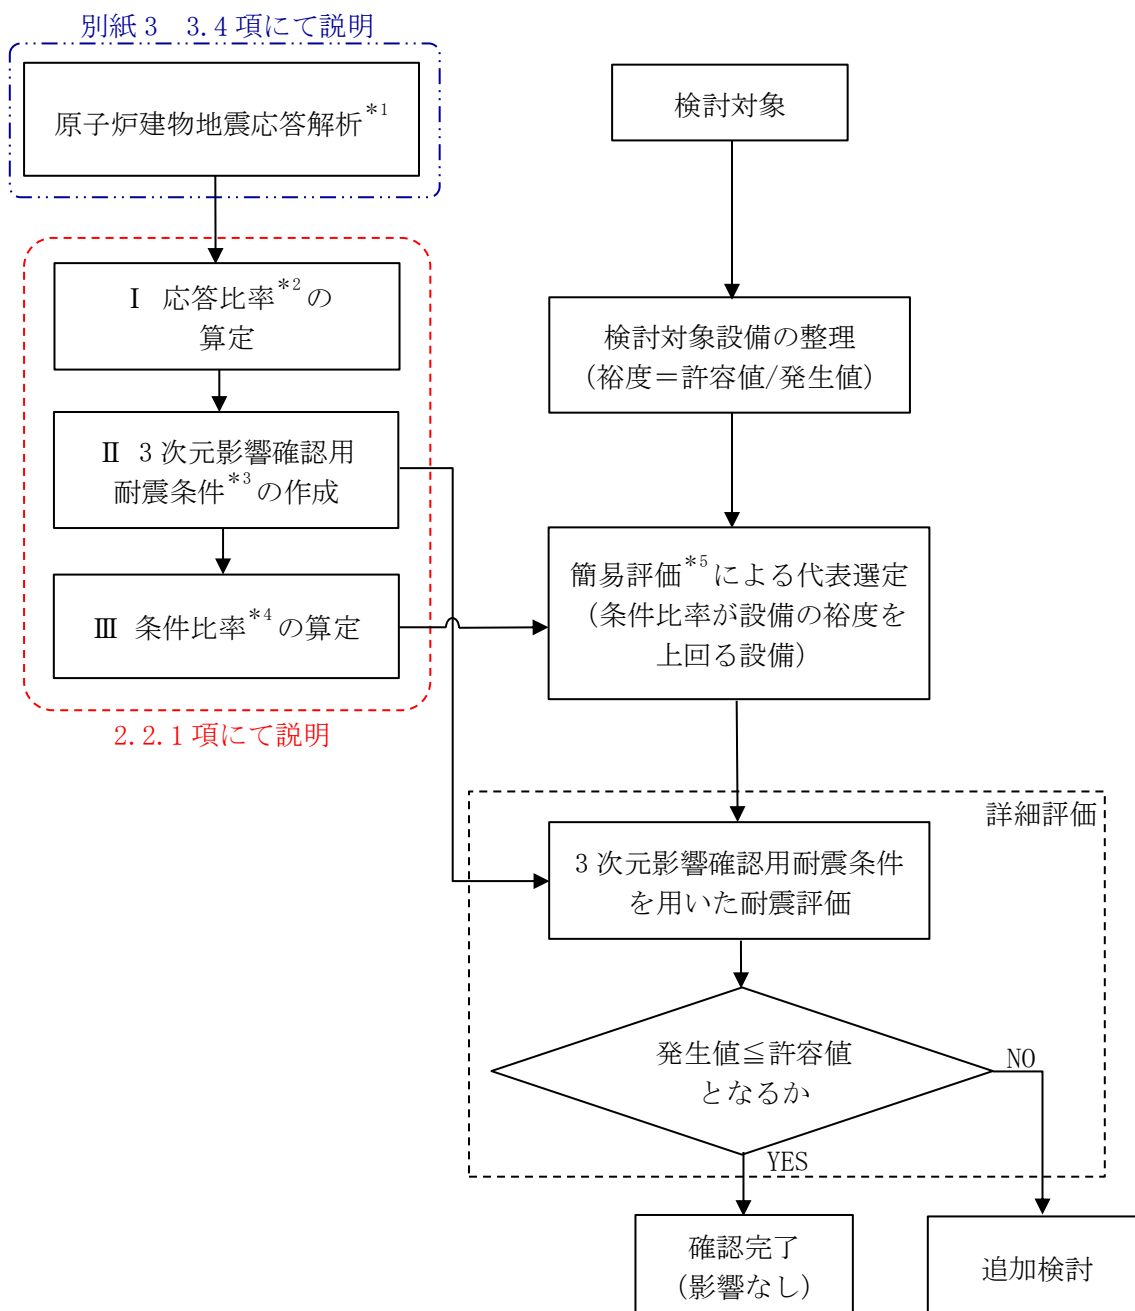 別紙3 3.4項にて説明
原子炉建物地震応答解析*1
Ⅰ 応答比率*2の
算定
Ⅱ 3次元影響確認用
耐震条件*3の作成
Ⅲ 条件比率*4の算定
2.2.1項にて説明
検討対象
検討対象設備の整理
(裕度＝許容値/発生値)
簡易評価*5による代表選定
(条件比率が設備の裕度を
上回る設備)
詳細評価
3次元影響確認用耐震条件
を用いた耐震評価
発生値≦許容値
となるか
NO
YES
確認完了
(影響なし)
追加検討